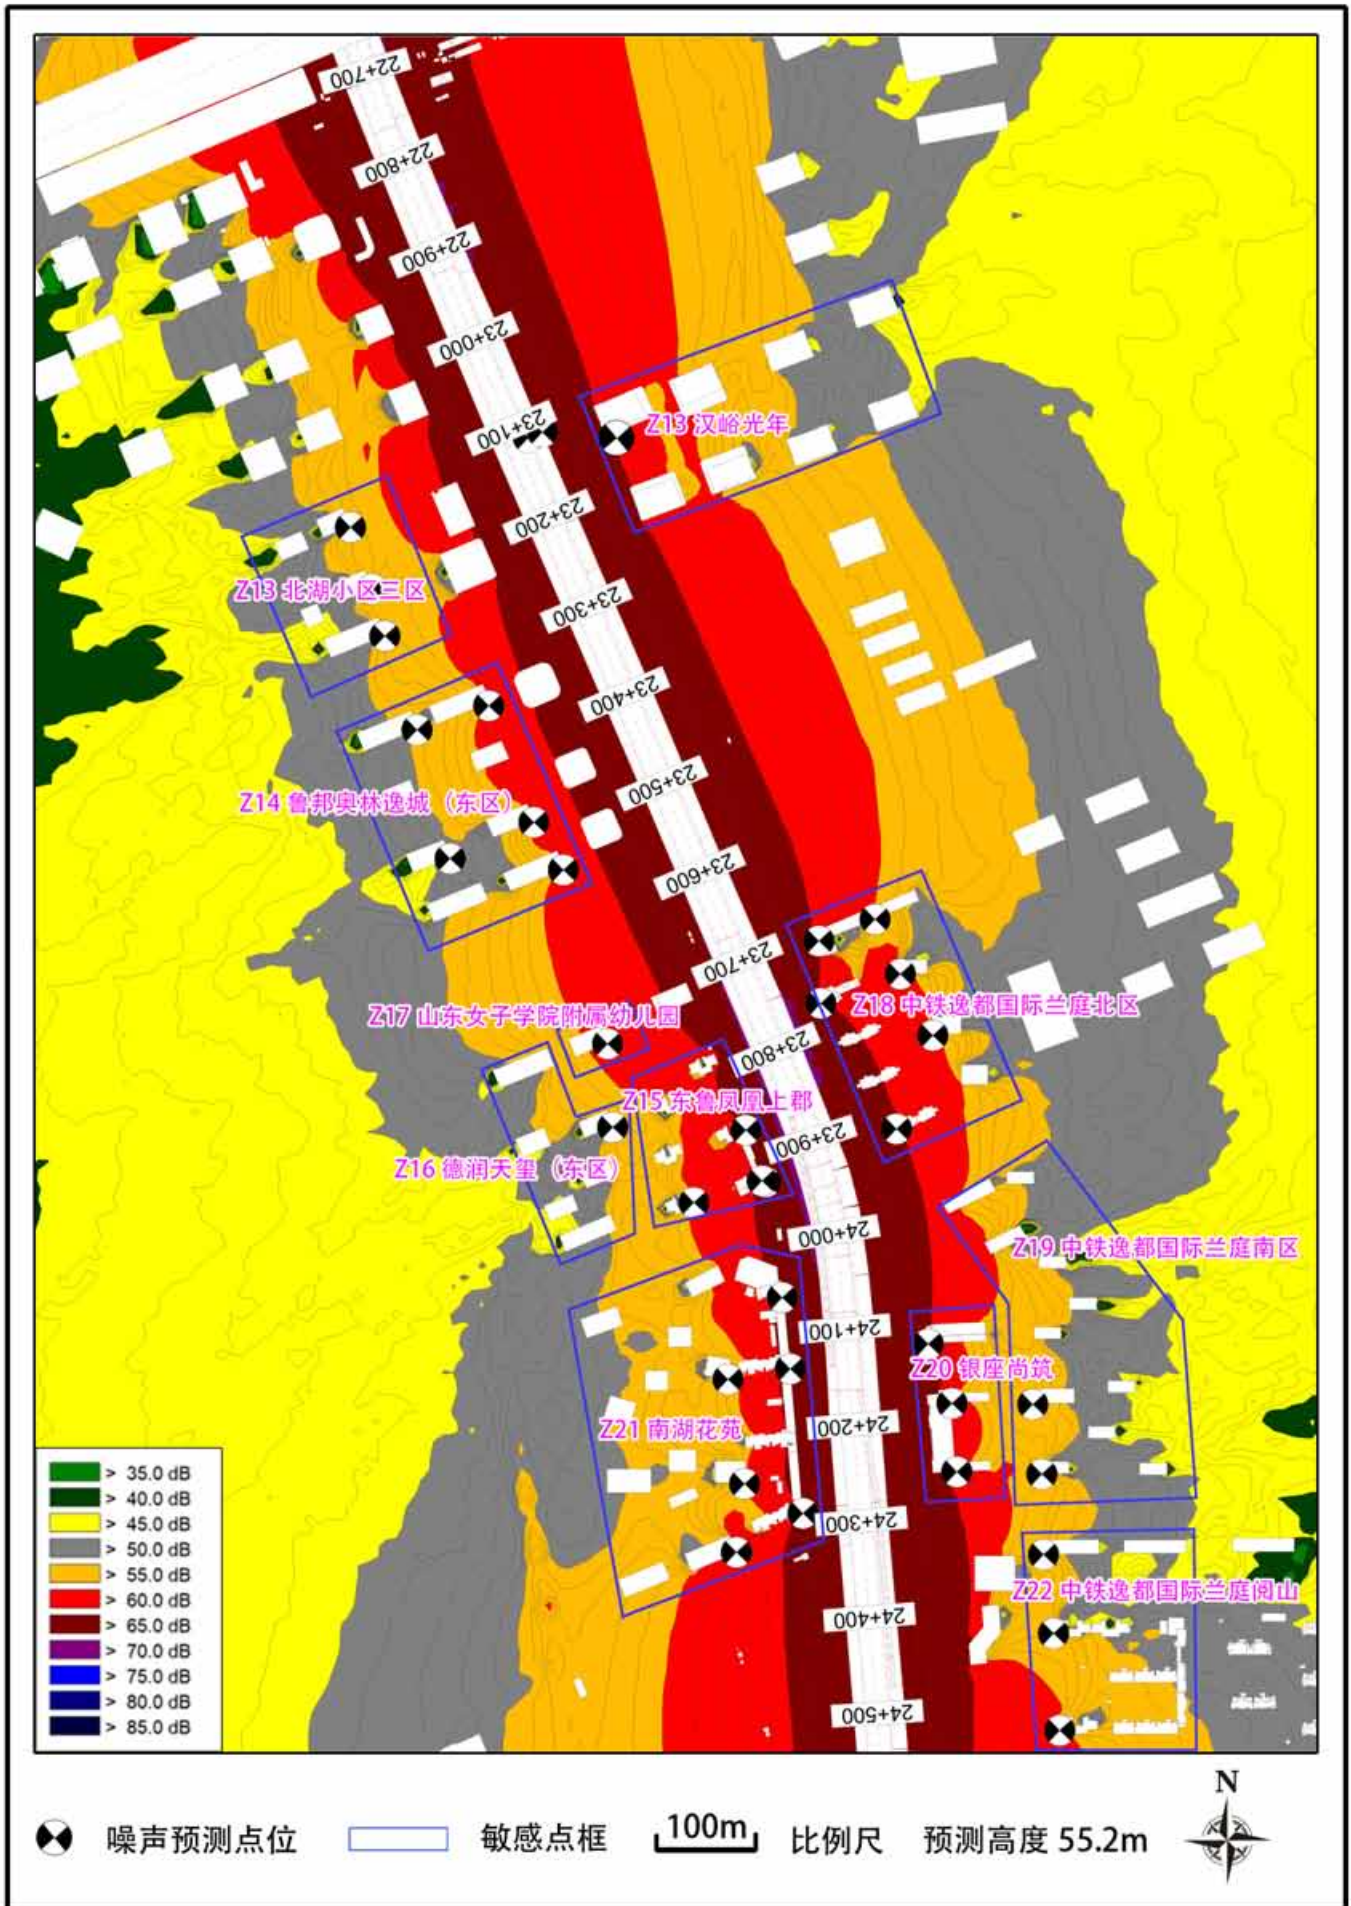 22+700
22+800
22+900
23+000
23+100
Z13 汉峪光年
23+200
Z13 北湖小区三区
23+300
23+400
23+500
Z14 鲁邦奥林逸城（东区）
23+600
23+700
Z18 中铁逸都国际兰庭北区
Z17 山东女子学院附属幼儿园
23+800
Z15 东鲁凤凰上郡
23+900
Z16 德润天玺（东区）
24+000
Z19 中铁逸都国际兰庭南区
24+100
Z20 银座尚筑
24+200
Z21 南湖花苑
24+300
Z22 中铁逸都国际兰庭阅山
24+400
24+500
> 35.0 dB
> 40.0 dB
> 45.0 dB
> 50.0 dB
> 55.0 dB
> 60.0 dB
> 65.0 dB
> 70.0 dB
> 75.0 dB
> 80.0 dB
> 85.0 dB
N
噪声预测点位 敏感点框 100m 比例尺 预测高度 55.2m